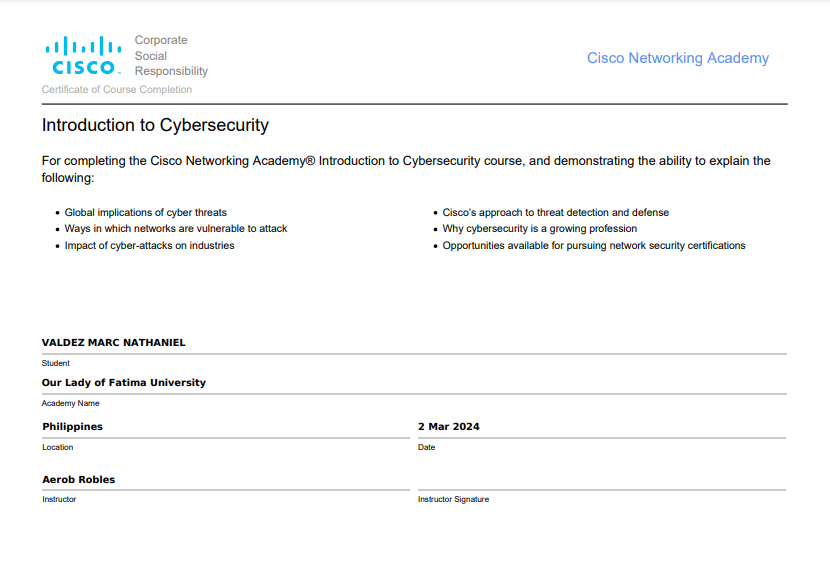 Corporate
Social
Responsibility
CISCO
Cisco Networking Academy
Certificate of Course Completion
Introduction to Cybersecurity
For completing the Cisco Networking Academy® Introduction to Cybersecurity course, and demonstrating the ability to explain the
following:
• Global implications of cyber threats
• Ways in which networks are vulnerable to attack
• Impact of cyber-attacks on industries
• Cisco's approach to threat detection and defense
• Why cybersecurity is a growing profession
• Opportunities available for pursuing network security certifications
VALDEZ MARC NATHANIEL
Student
Our Lady of Fatima University
Academy Name
Philippines
Location
2 Mar 2024
Date
Aerob Robles
Instructor
Instructor Signature